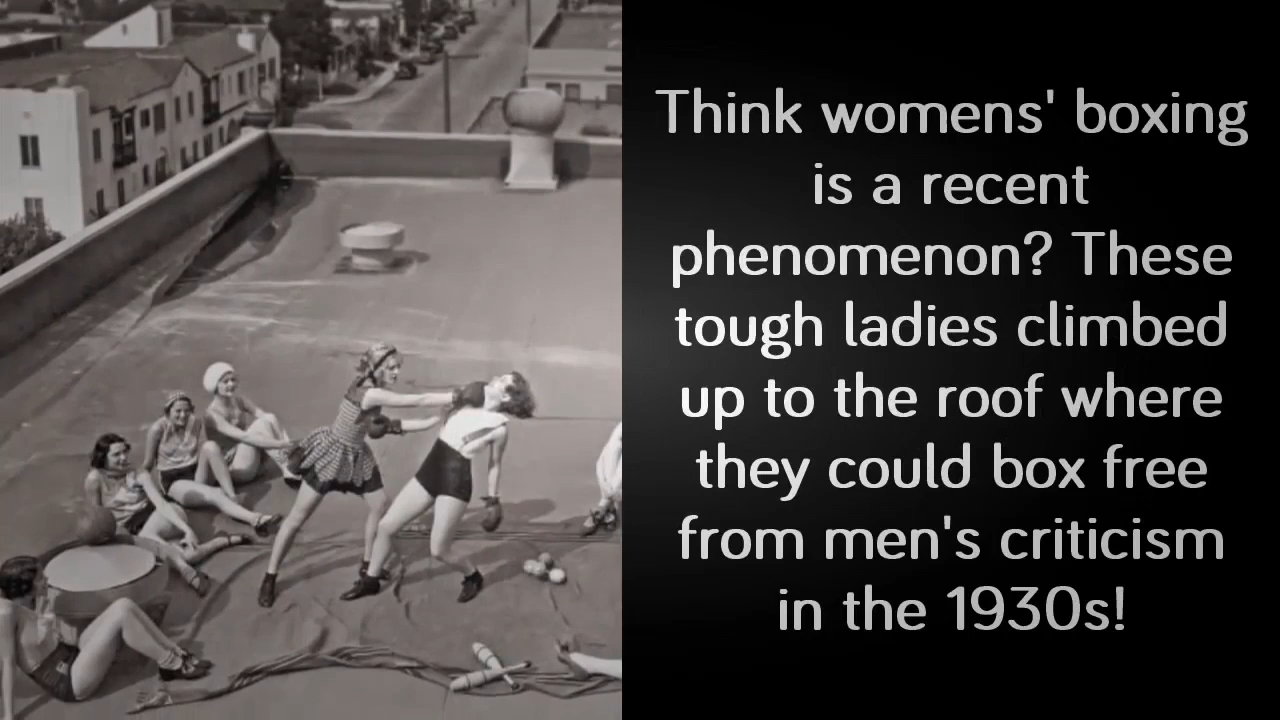 Think womens' boxing
is a recent
phenomenon? These
tough ladies climbed
up to the roof where
they could box free
from men's criticism
in the 1930s!